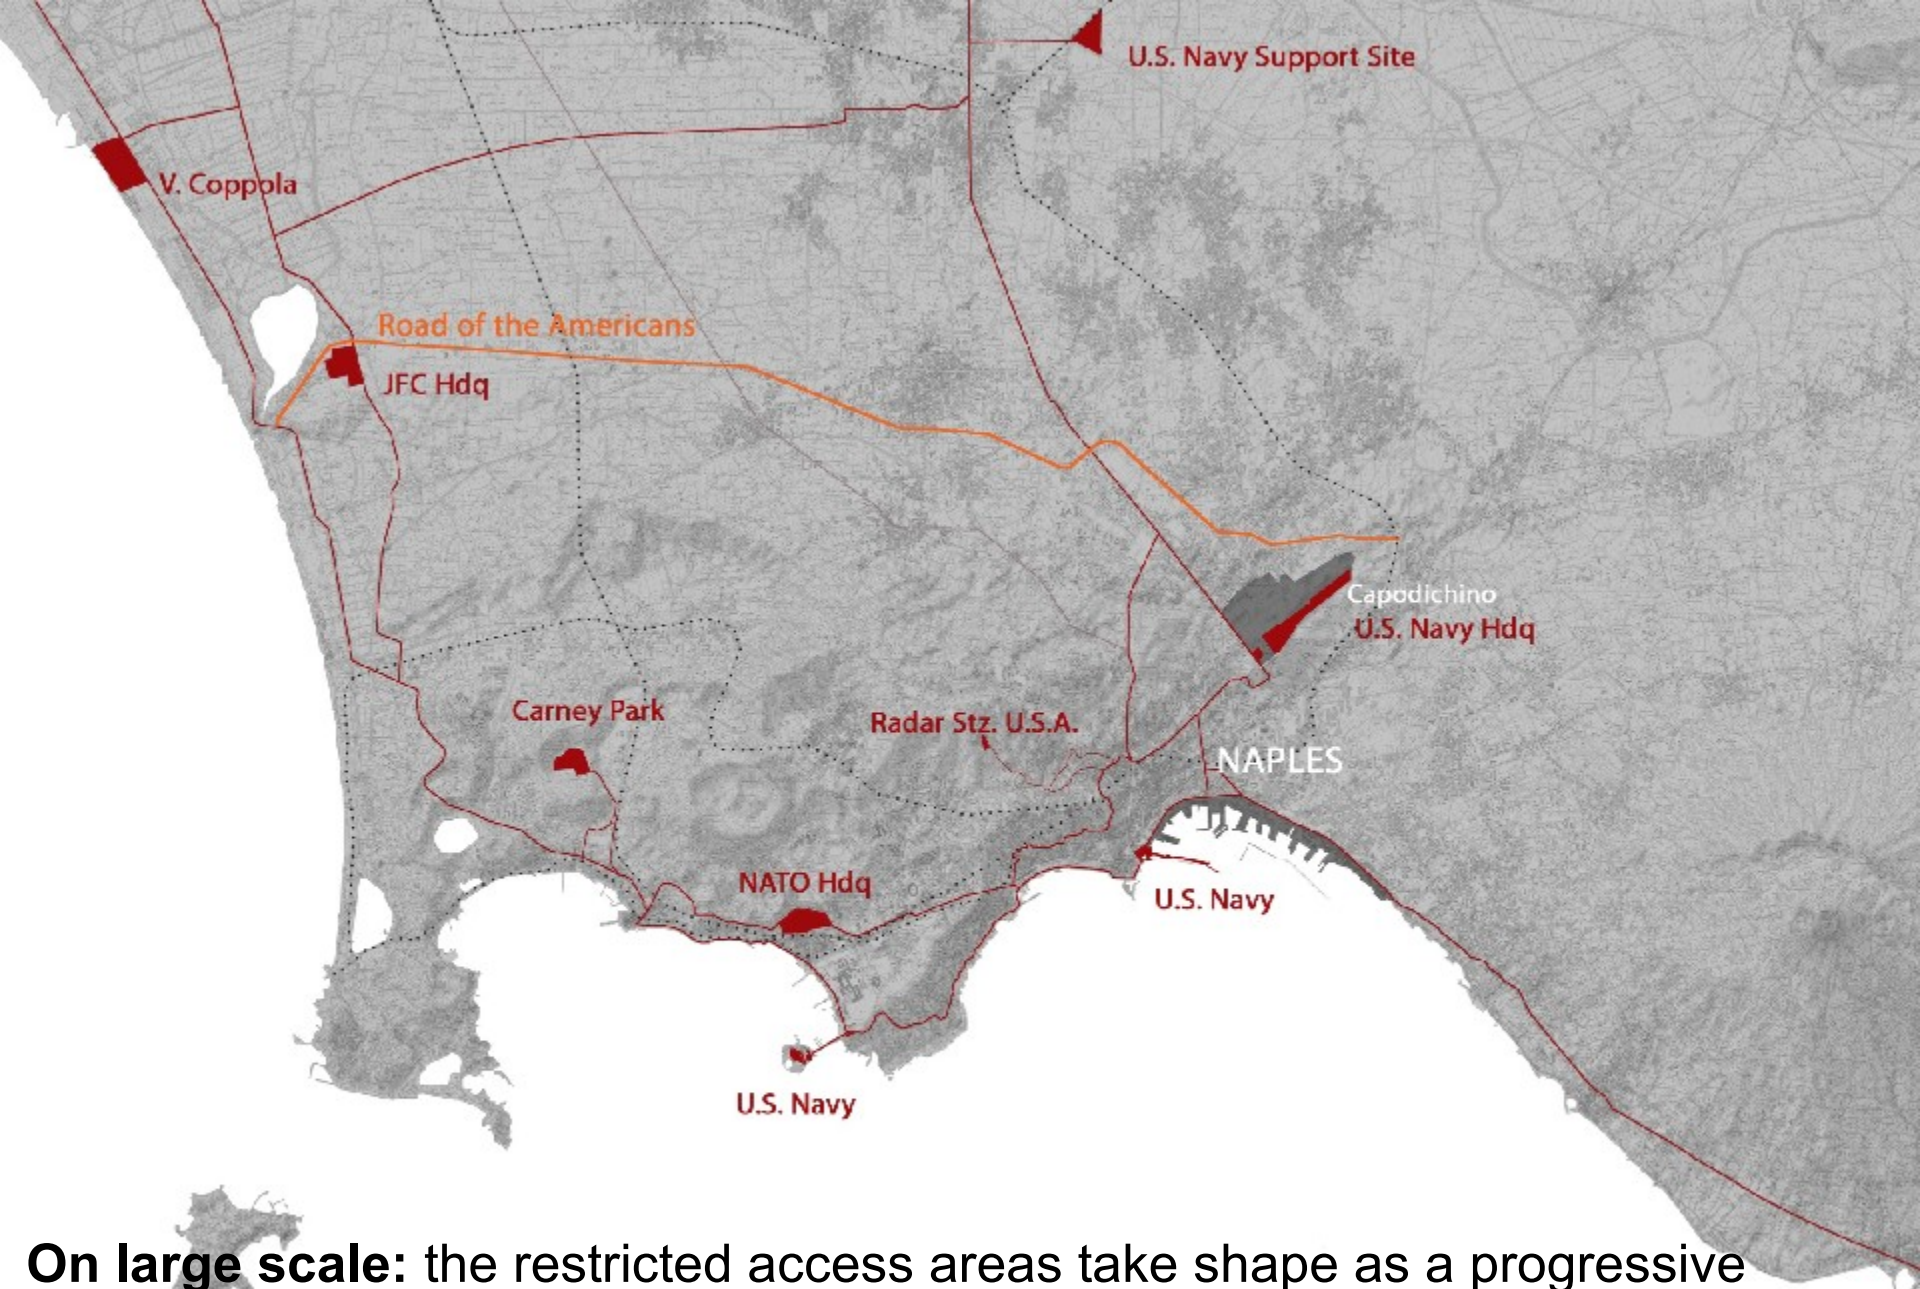 U.S. Navy Support Site
V. Coppola
Road of the Americans
JFC Hdq
Capodichino
U.S. Navy Hdq
Carney Park
Radar Stz. U.S.A.
NAPLES
NATO Hdq
U.S. Navy
U.S. Navy
On large scale: the restricted access areas take shape as a progressive